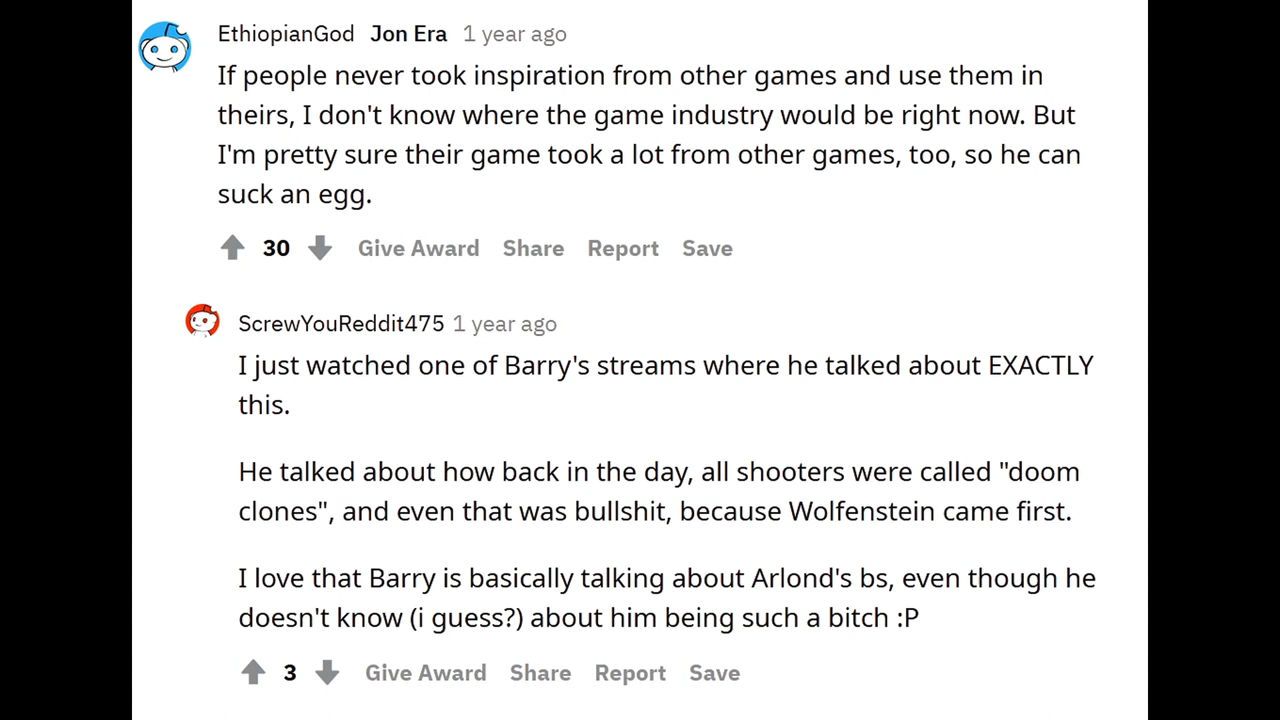 EthiopianGod Jon Era 1 year ago
If people never took inspiration from other games and use them in
theirs, I don't know where the game industry would be right now. But
I'm pretty sure their game took a lot from other games, too, so he can
suck an egg.
30 Give Award Share Report Save
ScrewYouReddit475 1 year ago
I just watched one of Barry's streams where he talked about EXACTLY
this.
He talked about how back in the day, all shooters were called "doom
clones", and even that was bullshit, because Wolfenstein came first.
I love that Barry is basically talking about Arlond's bs, even though he
doesn't know (i guess?) about him being such a bitch :P
3 Give Award Share Report Save